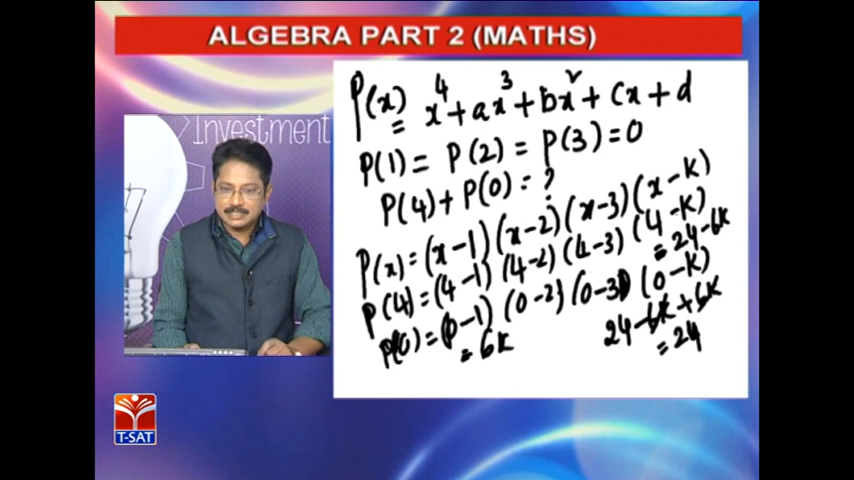 ALGEBRA PART 2 (MATHS)
Investment
P(x) = x⁴ + ax³ + bx² + cx + d
P(1) = P(2) = P(3) = 0
P(4) + P(0) = ?
P(x) = (x-1) (x-2) (x-3) (x-k)
P(4) = (4-1) (4-2) (4-3) (4-k)
= 24-6k
P(0) = (0-1) (0-2) (0-3) (0-k)
= 6k
24-6k+6k
= 24
T-SAT